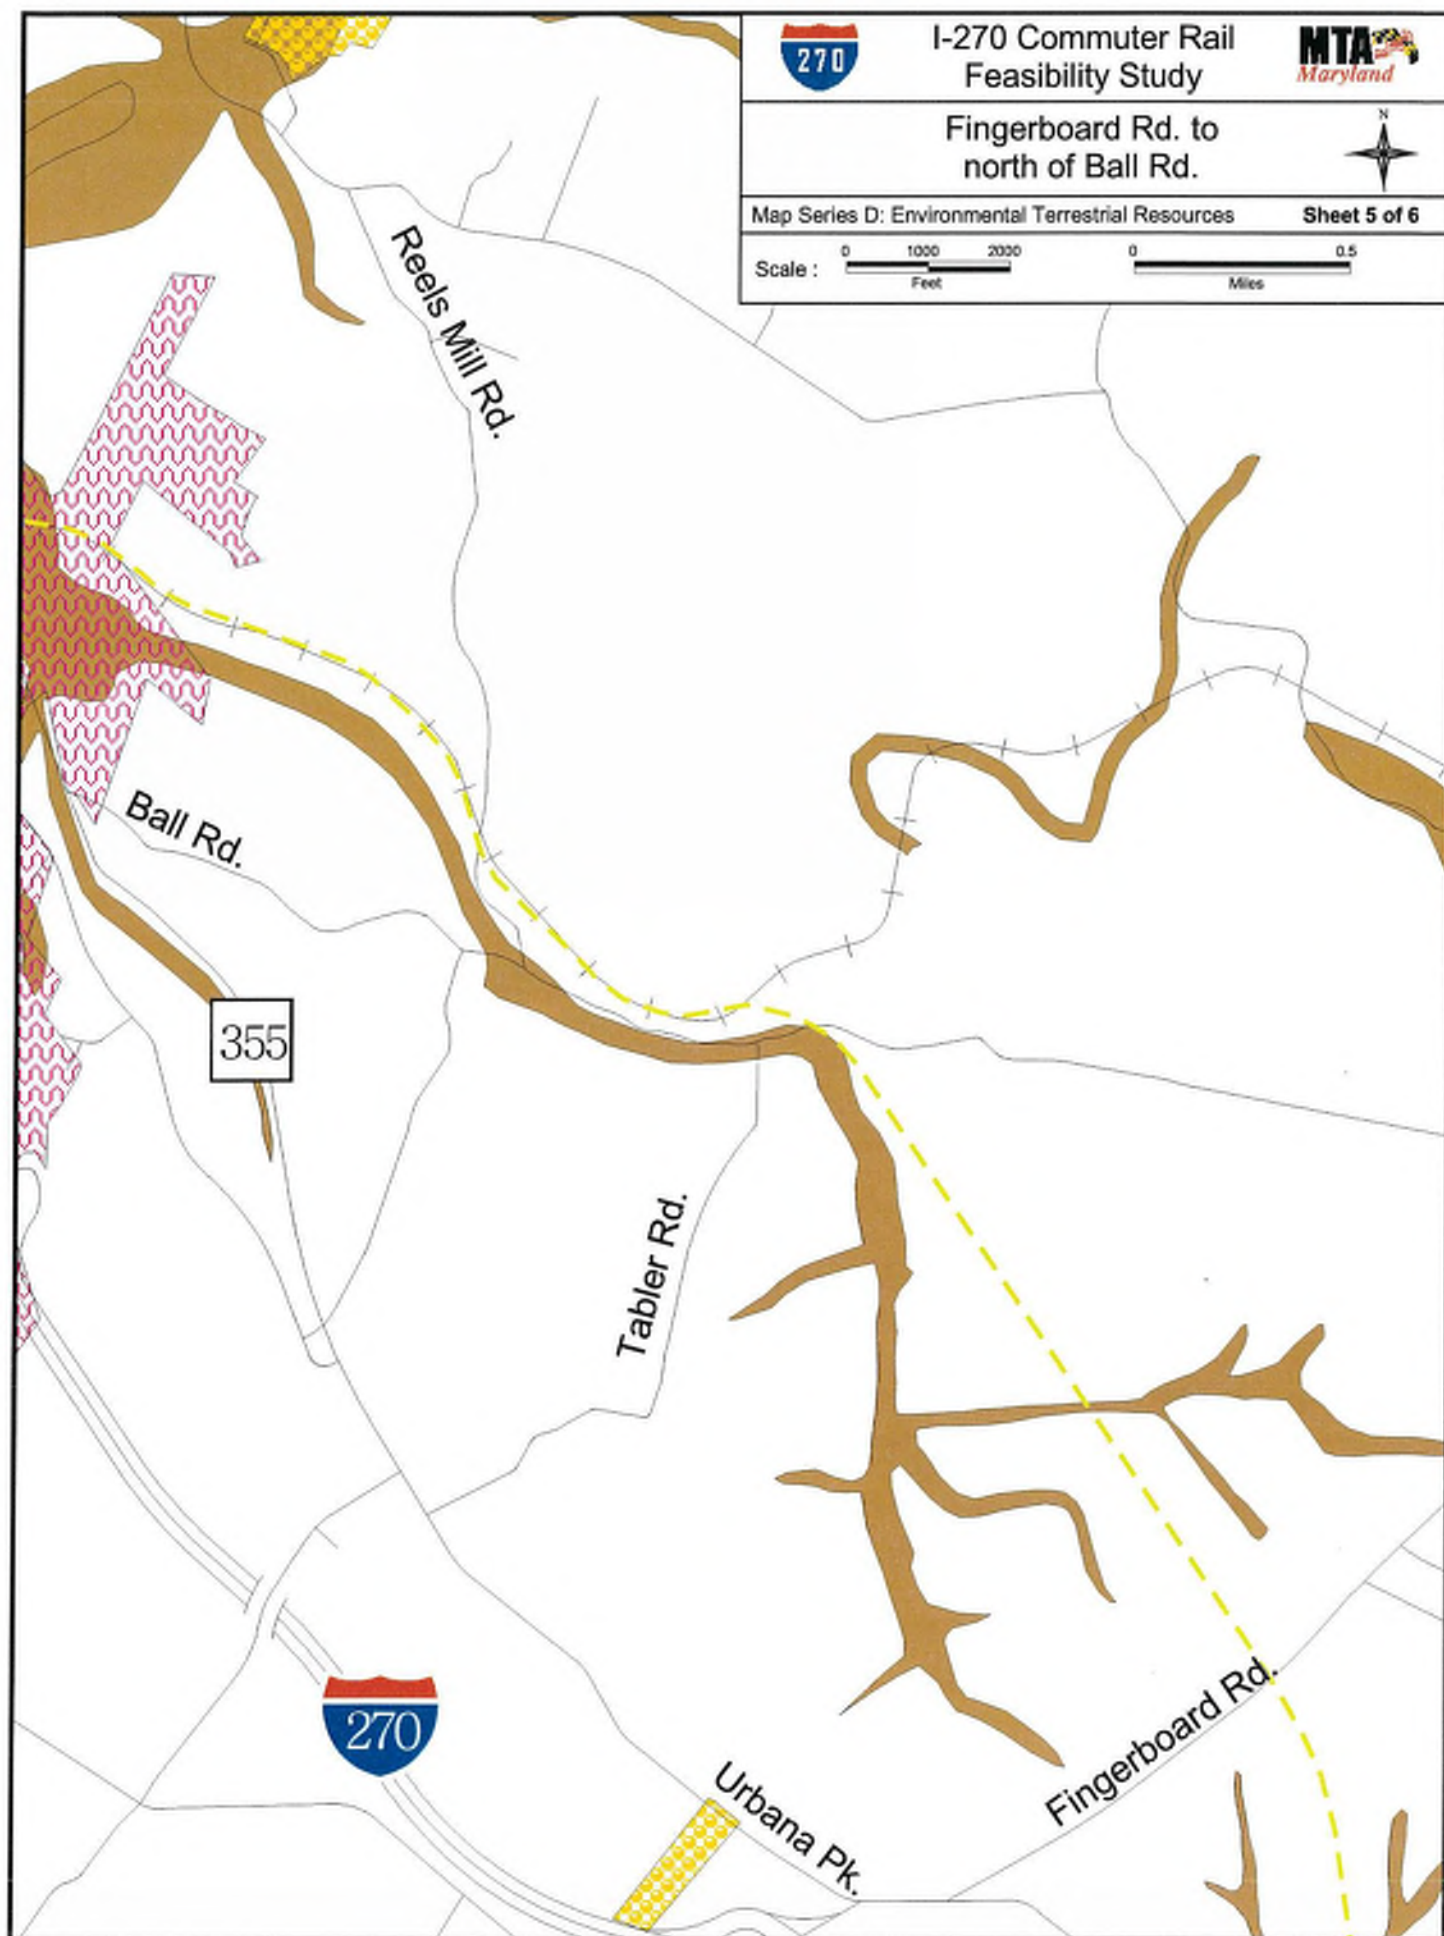 270
I-270 Commuter Rail
Feasibility Study
MTA
Maryland
Fingerboard Rd. to
north of Ball Rd.
N
Map Series D: Environmental Terrestrial Resources
Sheet 5 of 6
Scale :
0 1000 2000
Feet
0 0.5
Miles
Reels Mill Rd.
Ball Rd.
355
Tabler Rd.
270
Urbana Pk.
Fingerboard Rd.